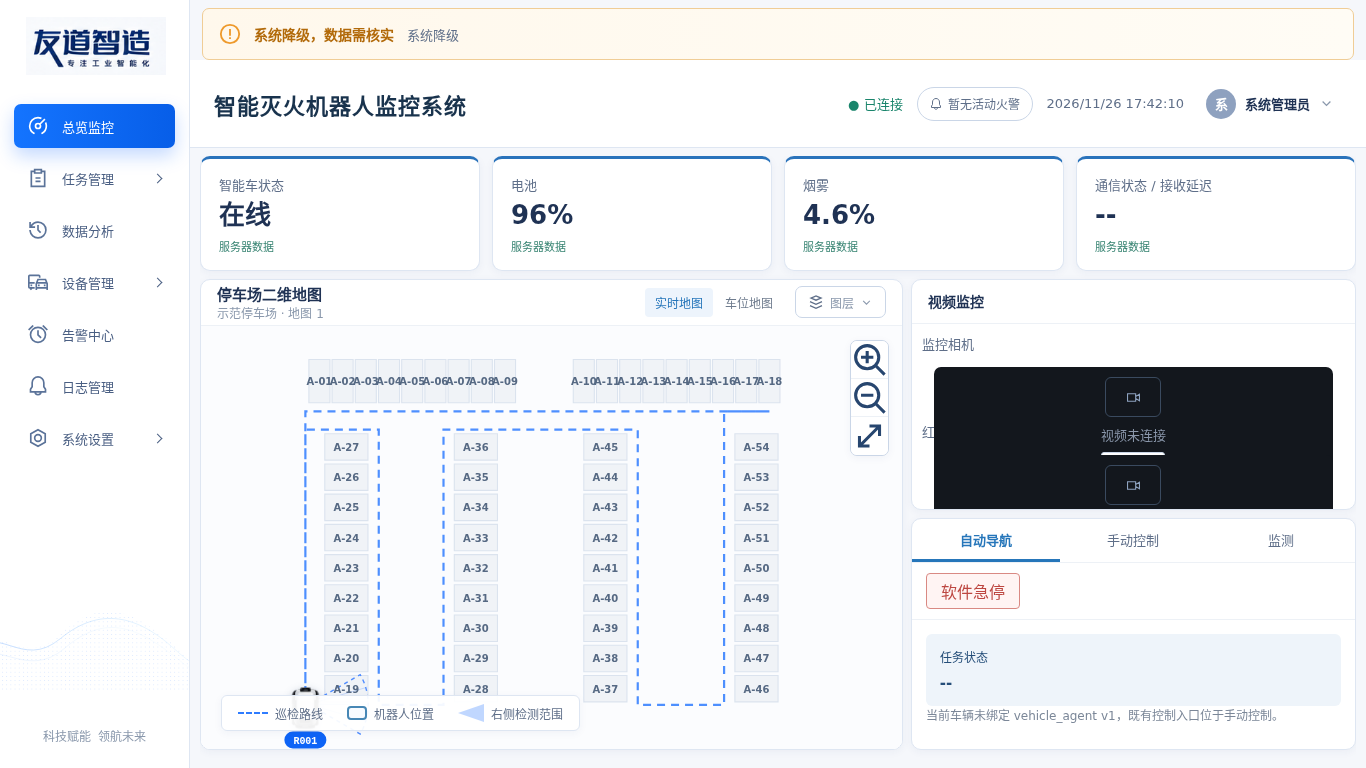 友道智造
专注工业智能化
总览监控
任务管理
数据分析
设备管理
告警中心
日志管理
系统设置
科技赋能 领航未来
系统降级，数据需核实 系统降级
智能灭火机器人监控系统
已连接
暂无活动火警
2026/11/26 17:42:10
系 系统管理员
智能车状态
在线
服务器数据
电池
96%
服务器数据
烟雾
4.6%
服务器数据
通信状态 / 接收延迟
--
服务器数据
停车场二维地图
示范停车场 · 地图 1
实时地图 车位地图 图层
A-01 A-02 A-03 A-04 A-05 A-06 A-07 A-08 A-09 A-10 A-11 A-12 A-13 A-14 A-15 A-16 A-17 A-18
A-27 A-36 A-45 A-54
A-26 A-35 A-44 A-53
A-25 A-34 A-43 A-52
A-24 A-33 A-42 A-51
A-23 A-32 A-41 A-50
A-22 A-31 A-40 A-49
A-21 A-30 A-39 A-48
A-20 A-29 A-38 A-47
A-19 A-28 A-37 A-46
巡检路线 机器人位置 右侧检测范围
R001
视频监控
监控相机
视频未连接
红
自动导航 手动控制 监测
软件急停
任务状态
--
当前车辆未绑定 vehicle_agent v1，既有控制入口位于手动控制。